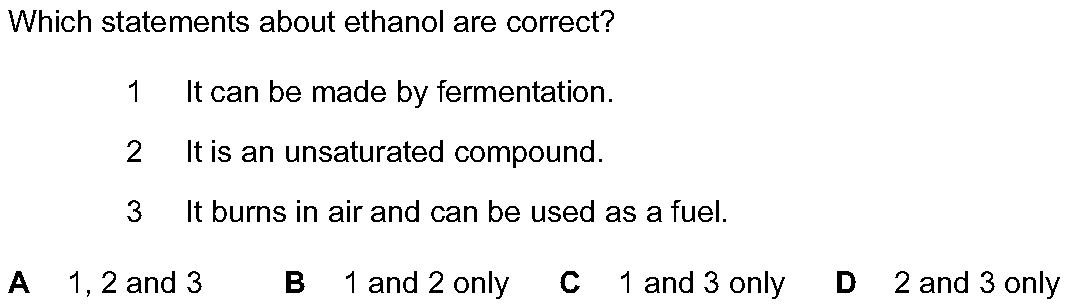 Which statements about ethanol are correct?
1 It can be made by fermentation.
2 It is an unsaturated compound.
3 It burns in air and can be used as a fuel.
A 1, 2 and 3 B 1 and 2 only C 1 and 3 only D 2 and 3 only